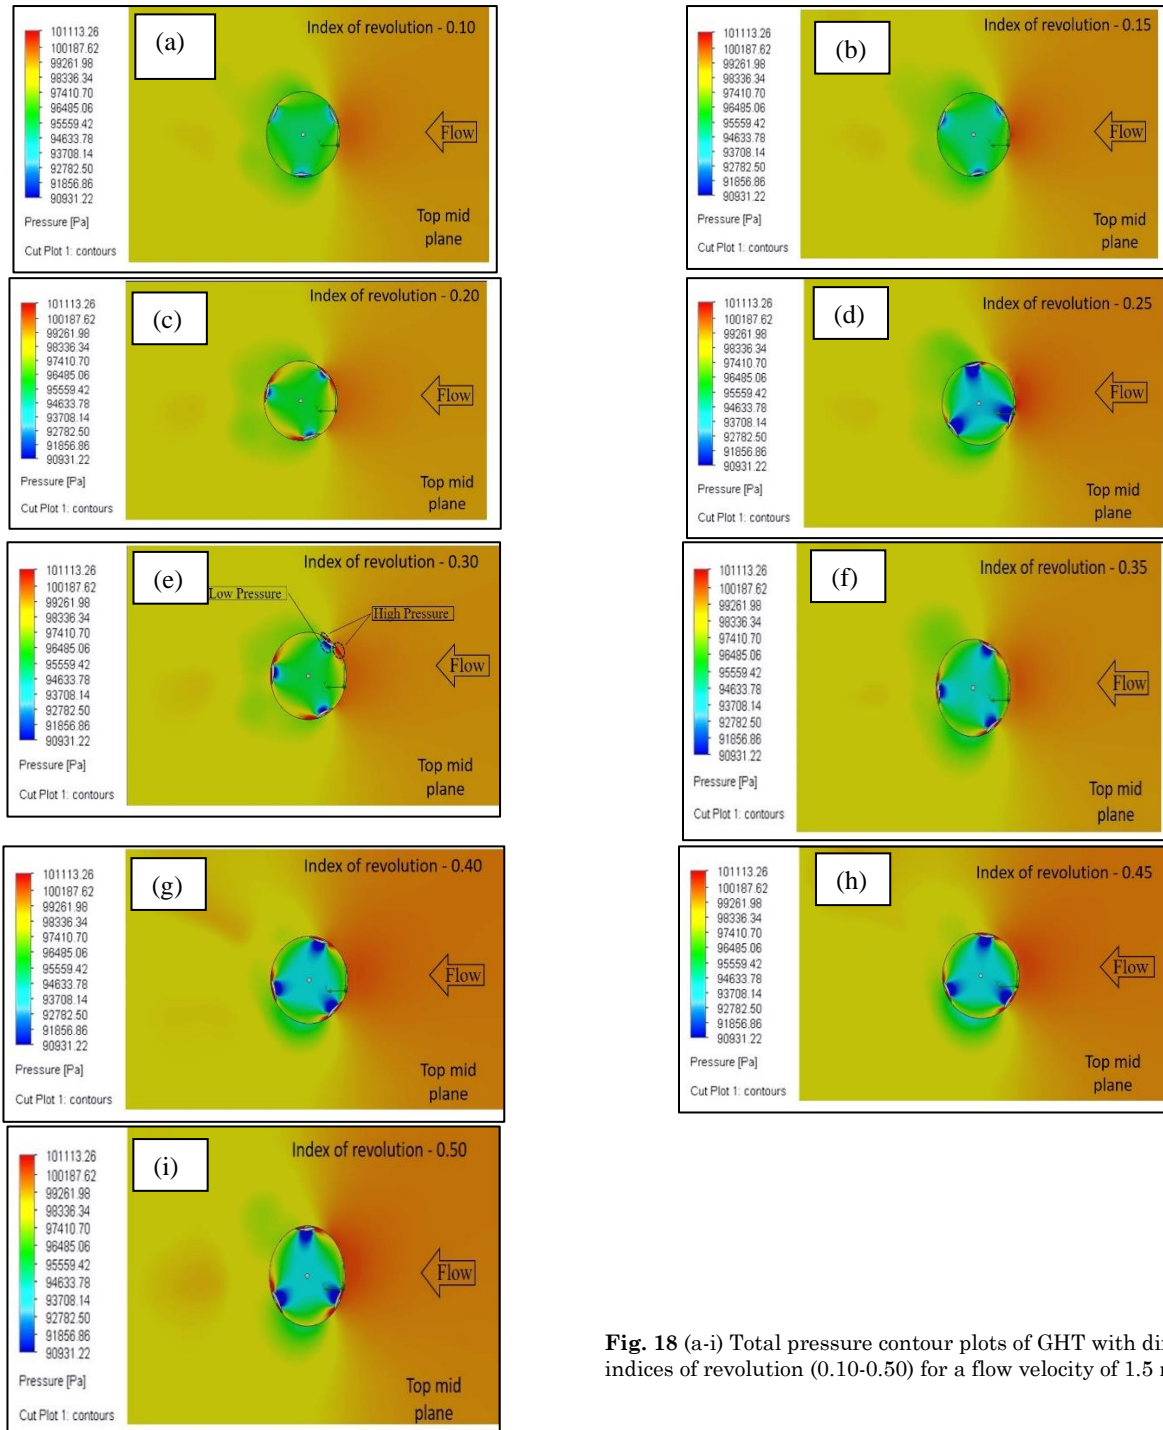 (a)
Index of revolution - 0.10
101113.26
100187.62
99261.98
98336.34
97410.70
96485.06
95559.42
94633.78
93708.14
92782.50
91856.86
90931.22
Pressure [Pa]
Cut Plot 1: contours
Flow
Top mid
plane
(b)
Index of revolution - 0.15
101113.26
100187.62
99261.98
98336.34
97410.70
96485.06
95559.42
94633.78
93708.14
92782.50
91856.86
90931.22
Pressure [Pa]
Cut Plot 1: contours
Flow
Top mid
plane
(c)
Index of revolution - 0.20
101113.26
100187.62
99261.98
98336.34
97410.70
96485.06
95559.42
94633.78
93708.14
92782.50
91856.86
90931.22
Pressure [Pa]
Cut Plot 1: contours
Flow
Top mid
plane
(d)
Index of revolution - 0.25
101113.26
100187.62
99261.98
98336.34
97410.70
96485.06
95559.42
94633.78
93708.14
92782.50
91856.86
90931.22
Pressure [Pa]
Cut Plot 1: contours
Flow
Top mid
plane
(e)
Index of revolution - 0.30
101113.26
100187.62
99261.98
98336.34
97410.70
96485.06
95559.42
94633.78
93708.14
92782.50
91856.86
90931.22
Pressure [Pa]
Cut Plot 1: contours
Low Pressure
High Pressure
Flow
Top mid
plane
(f)
Index of revolution - 0.35
101113.26
100187.62
99261.98
98336.34
97410.70
96485.06
95559.42
94633.78
93708.14
92782.50
91856.86
90931.22
Pressure [Pa]
Cut Plot 1: contours
Flow
Top mid
plane
(g)
Index of revolution - 0.40
101113.26
100187.62
99261.98
98336.34
97410.70
96485.06
95559.42
94633.78
93708.14
92782.50
91856.86
90931.22
Pressure [Pa]
Cut Plot 1: contours
Flow
Top mid
plane
(h)
Index of revolution - 0.45
101113.26
100187.62
99261.98
98336.34
97410.70
96485.06
95559.42
94633.78
93708.14
92782.50
91856.86
90931.22
Pressure [Pa]
Cut Plot 1: contours
Flow
Top mid
plane
(i)
Index of revolution - 0.50
101113.26
100187.62
99261.98
98336.34
97410.70
96485.06
95559.42
94633.78
93708.14
92782.50
91856.86
90931.22
Pressure [Pa]
Cut Plot 1: contours
Flow
Top mid
plane
Fig. 18 (a-i) Total pressure contour plots of GHT with di
indices of revolution (0.10-0.50) for a flow velocity of 1.5